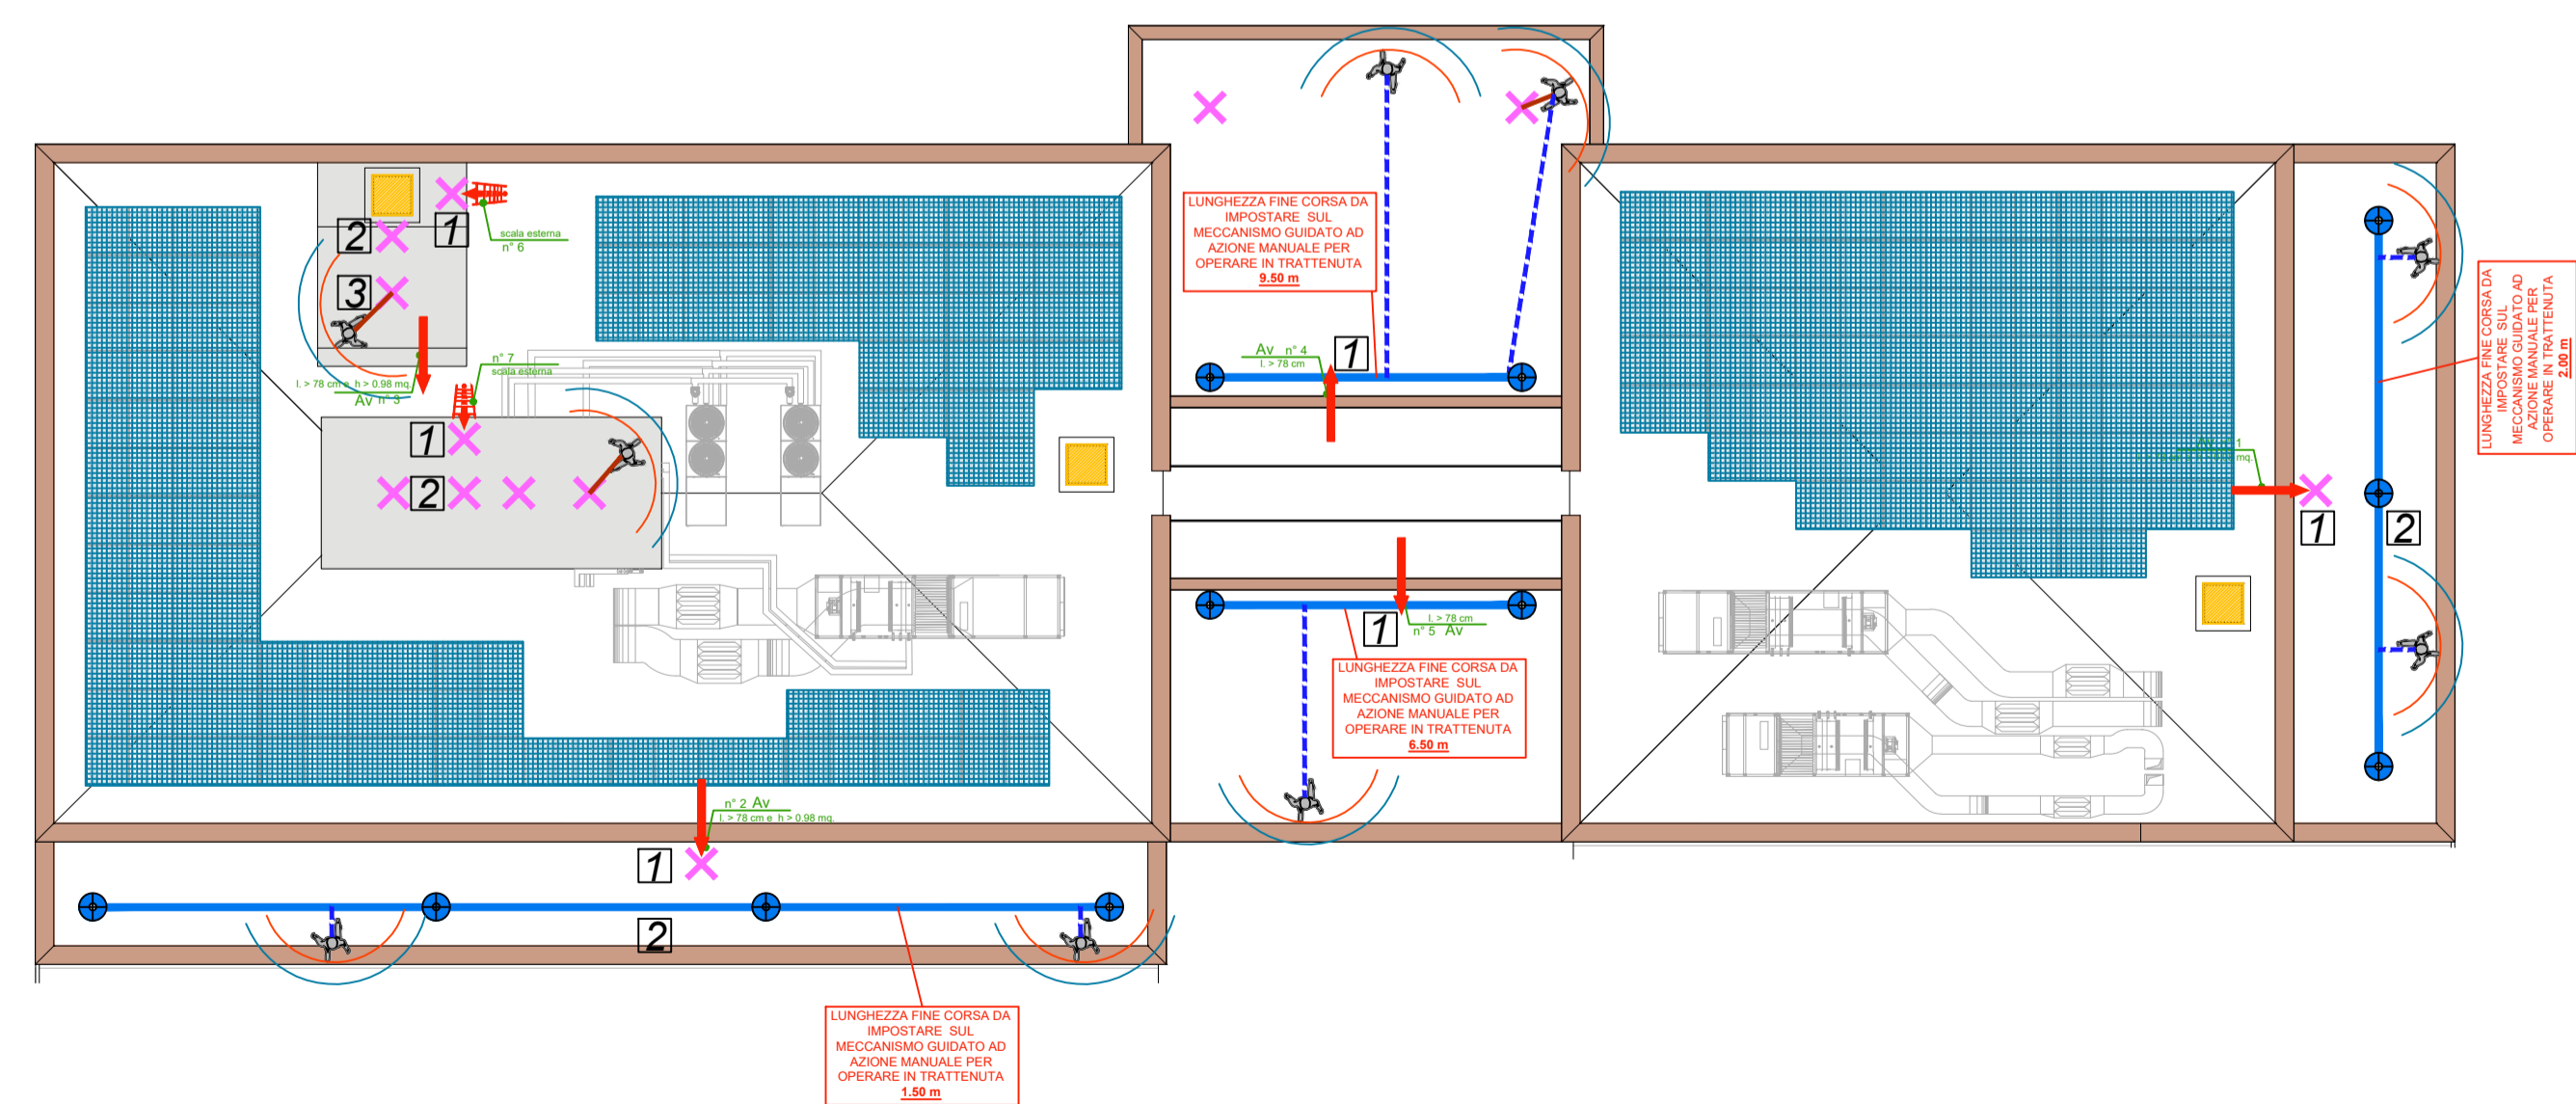 LUNGHEZZA FINE CORSA DA
IMPOSTARE SUL
MECCANISMO GUIDATO AD
AZIONE MANUALE PER
OPERARE IN TRATTENUTA
9.50 m
1
scala esterna
n° 6
2
3
l. > 78 cm e h > 0.98 mq.
Av n° 3
n° 7
scala esterna
1
2
Av n° 4
l. > 78 cm
1
LUNGHEZZA FINE CORSA DA
IMPOSTARE SUL
MECCANISMO GUIDATO AD
AZIONE MANUALE PER
OPERARE IN TRATTENUTA
2.00 m
1
mq.
1
2
l. > 78 cm
n° 5 Av
1
LUNGHEZZA FINE CORSA DA
IMPOSTARE SUL
MECCANISMO GUIDATO AD
AZIONE MANUALE PER
OPERARE IN TRATTENUTA
6.50 m
n° 2 Av
l. > 78 cm e h > 0.98 mq.
1
2
LUNGHEZZA FINE CORSA DA
IMPOSTARE SUL
MECCANISMO GUIDATO AD
AZIONE MANUALE PER
OPERARE IN TRATTENUTA
1.50 m